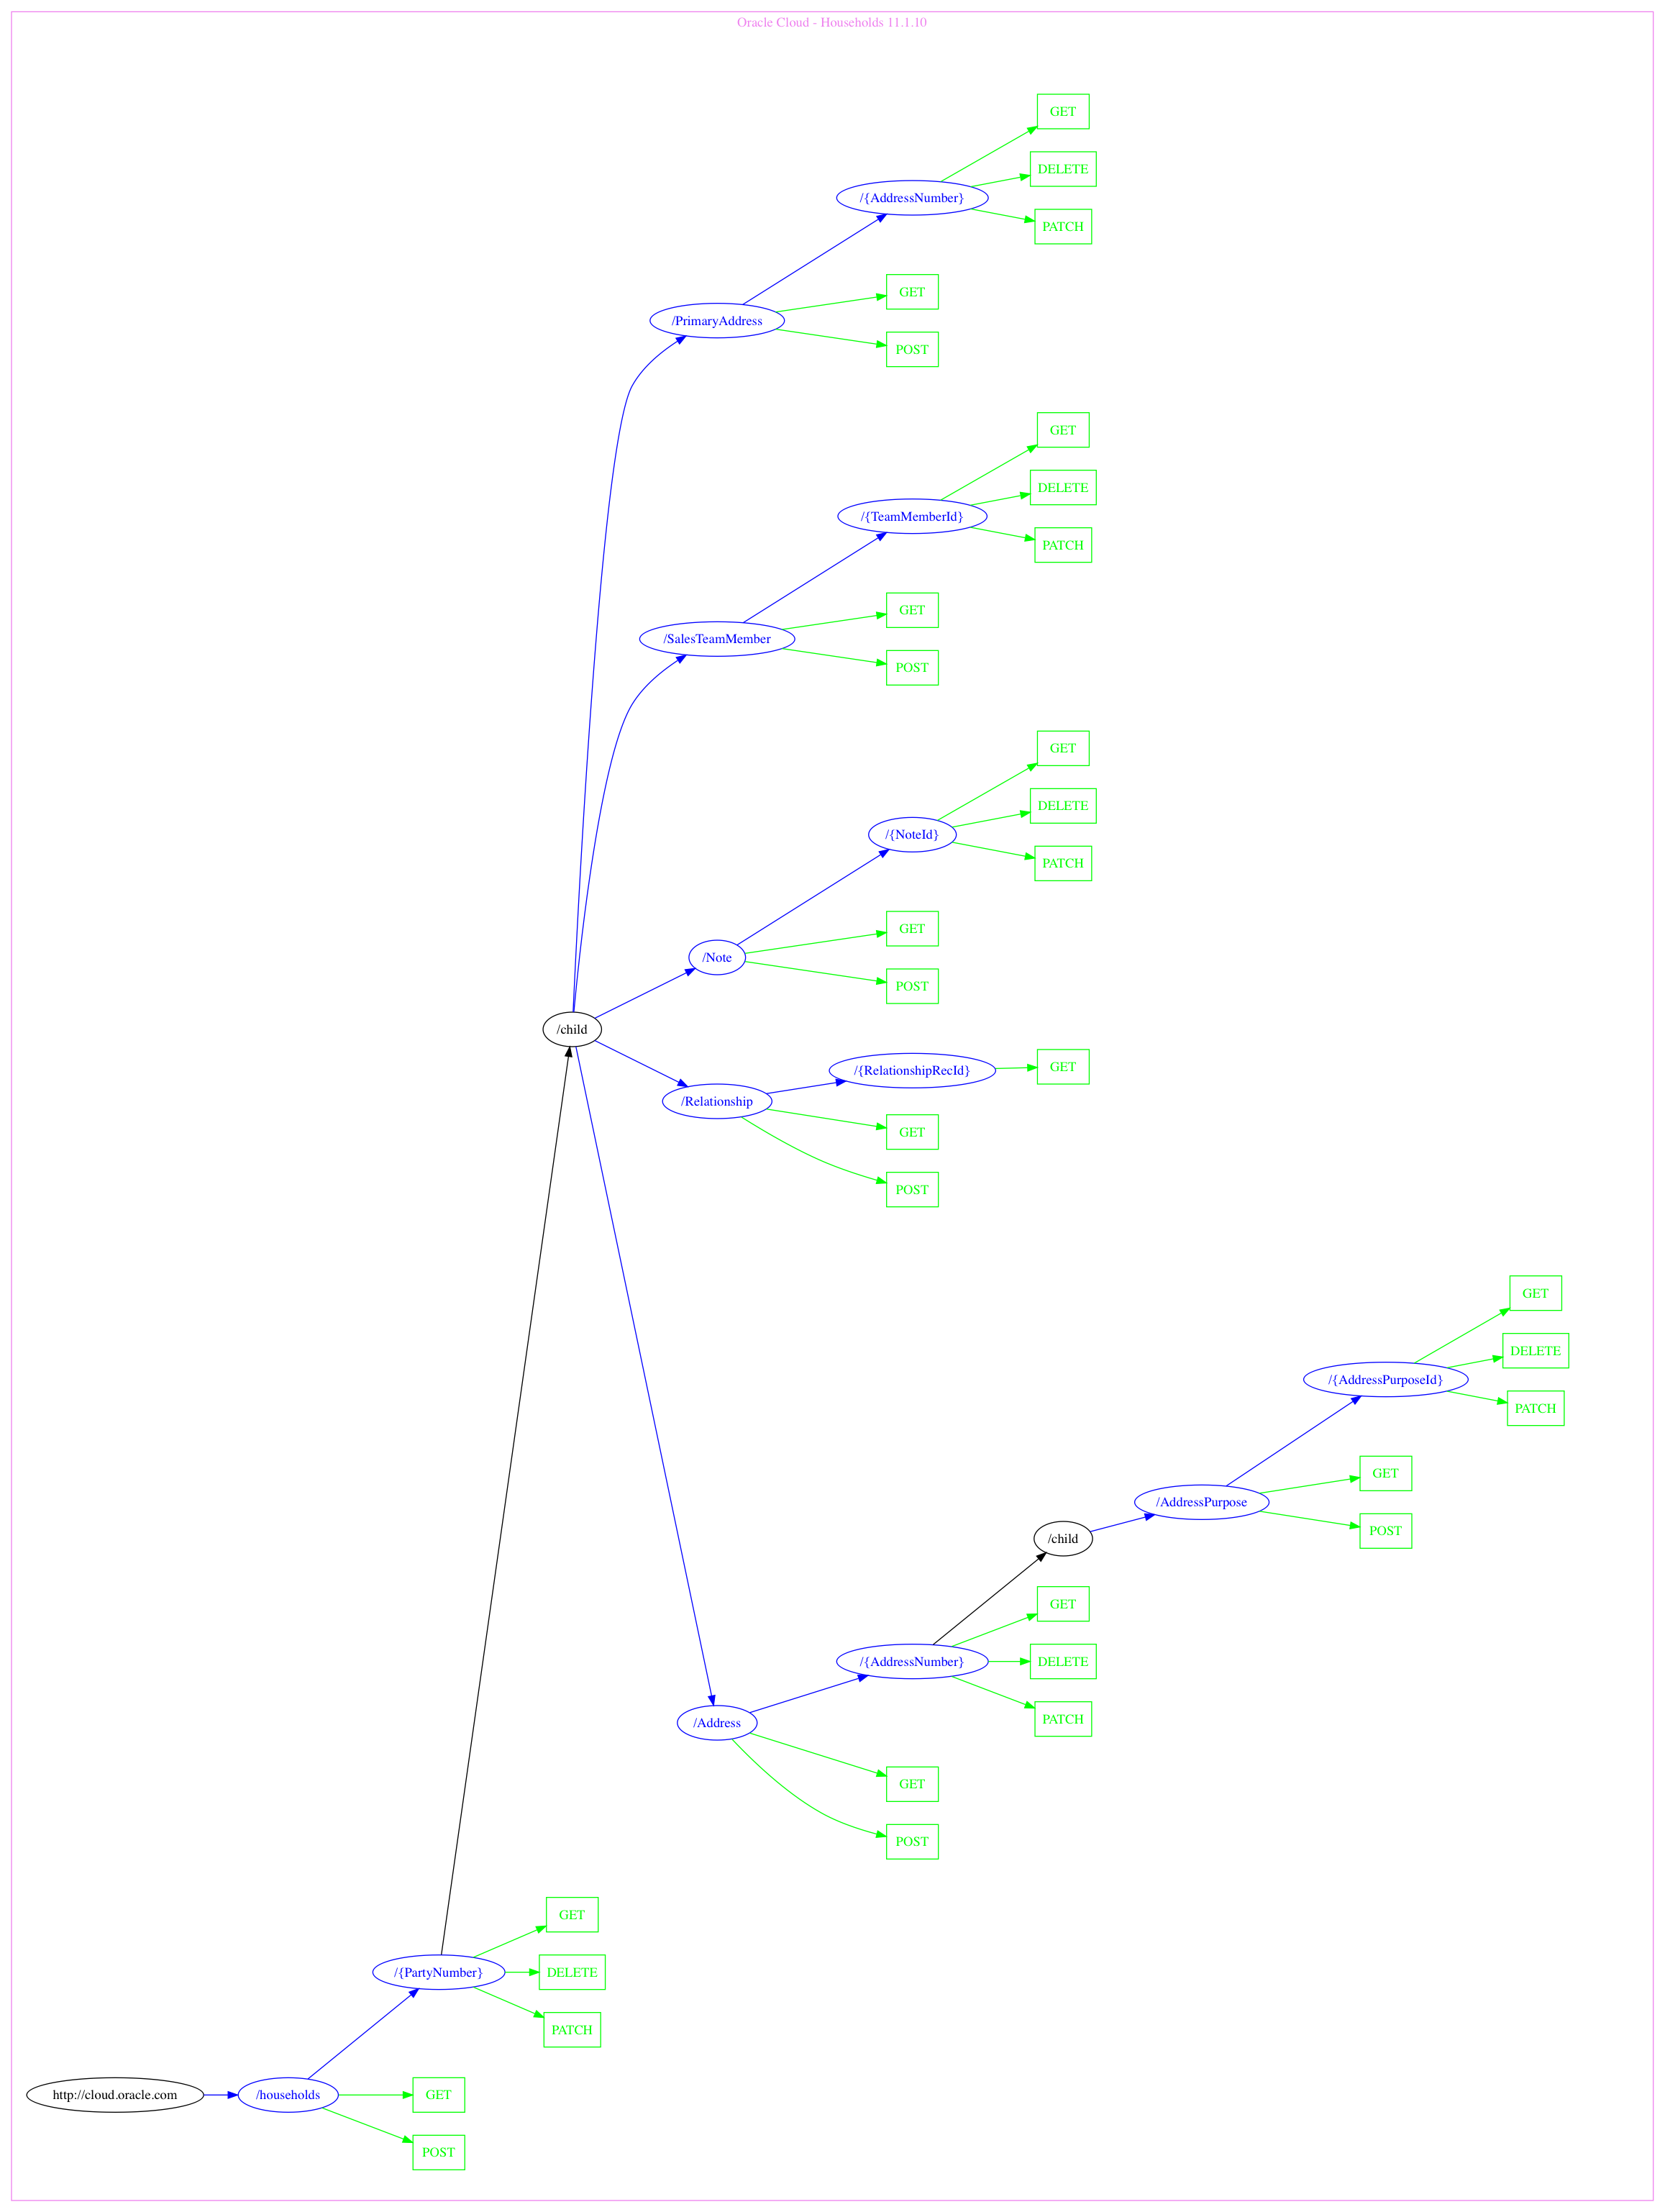 Oracle Cloud - Households 11.1.10
GET
DELETE
/{AddressNumber}
PATCH
GET
/PrimaryAddress
POST
GET
DELETE
/{TeamMemberId}
PATCH
GET
/SalesTeamMember
POST
GET
DELETE
/{NoteId}
PATCH
GET
/Note
POST
/child
GET
/{RelationshipRecId}
/Relationship
GET
POST
GET
DELETE
/{AddressPurposeId}
PATCH
GET
/AddressPurpose
POST
/child
GET
/{AddressNumber}
DELETE
PATCH
/Address
GET
POST
GET
/{PartyNumber}
DELETE
PATCH
http://cloud.oracle.com
/households
GET
POST